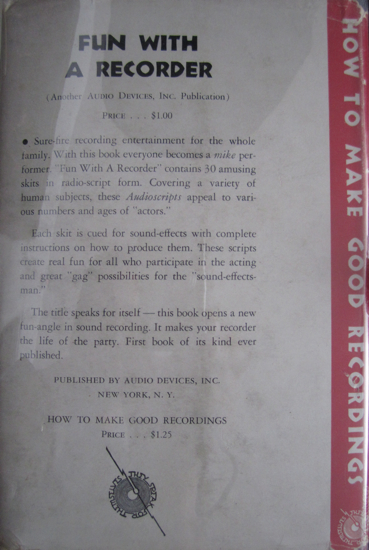 FUN WITH
A RECORDER
(Another AUDIO DEVICES, INC. Publication)
PRICE . . . $1.00
● Sure-fire recording entertainment for the whole
family. With this book everyone becomes a mike per-
former. "Fun With A Recorder" contains 30 amusing
skits in radio-script form. Covering a variety of
human subjects, these Audioscripts appeal to vari-
ous numbers and ages of "actors."
Each skit is cued for sound-effects with complete
instructions on how to produce them. These scripts
create real fun for all who participate in the acting
and great "gag" possibilities for the "sound-effects-
man."
The title speaks for itself — this book opens a new
fun-angle in sound recording. It makes your recorder
the life of the party. First book of its kind ever
published.
PUBLISHED BY AUDIO DEVICES, INC.
NEW YORK, N. Y.
HOW TO MAKE GOOD RECORDINGS
PRICE . . . $1.25
HOW TO MAKE GOOD RECORDINGS